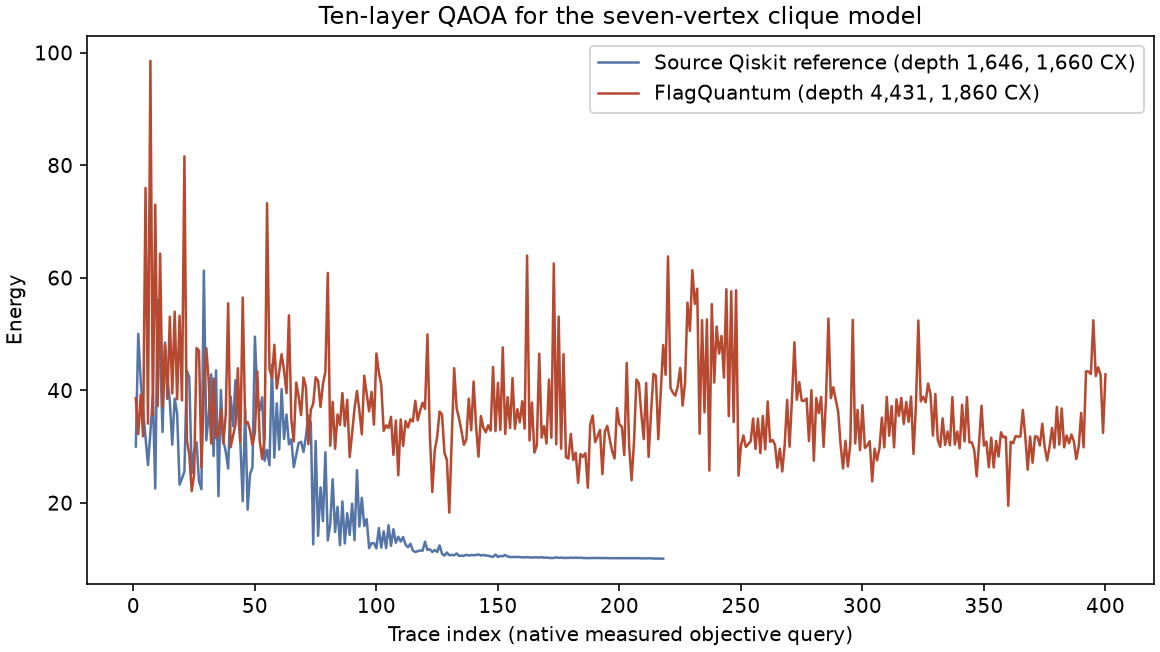 Ten-layer QAOA for the seven-vertex clique model
Source Qiskit reference (depth 1,646, 1,660 CX)
FlagQuantum (depth 4,431, 1,860 CX)
Energy
100
80
60
40
20
0 50 100 150 200 250 300 350 400
Trace index (native measured objective query)